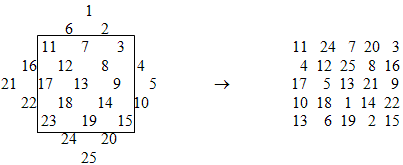 1
6 2
11 7 3
16 12 8 4
21 17 13 9 5
22 18 14 10
23 19 15
24 20
25
→
11 24 7 20 3
4 12 25 8 16
17 5 13 21 9
10 18 1 14 22
13 6 19 2 15